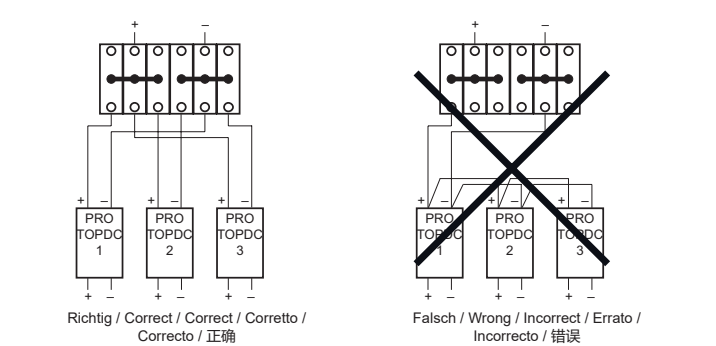 + –
+ – + – + –
PRO
TOPDC
1
PRO
TOPDC
2
PRO
TOPDC
3
+ – + – + –
Richtig / Correct / Correct / Corretto /
Correcto / 正确
+ –
+ – + – + –
PRO
TOPDC
1
PRO
TOPDC
2
PRO
TOPDC
3
+ – + – + –
Falsch / Wrong / Incorrect / Errato /
Incorrecto / 错误